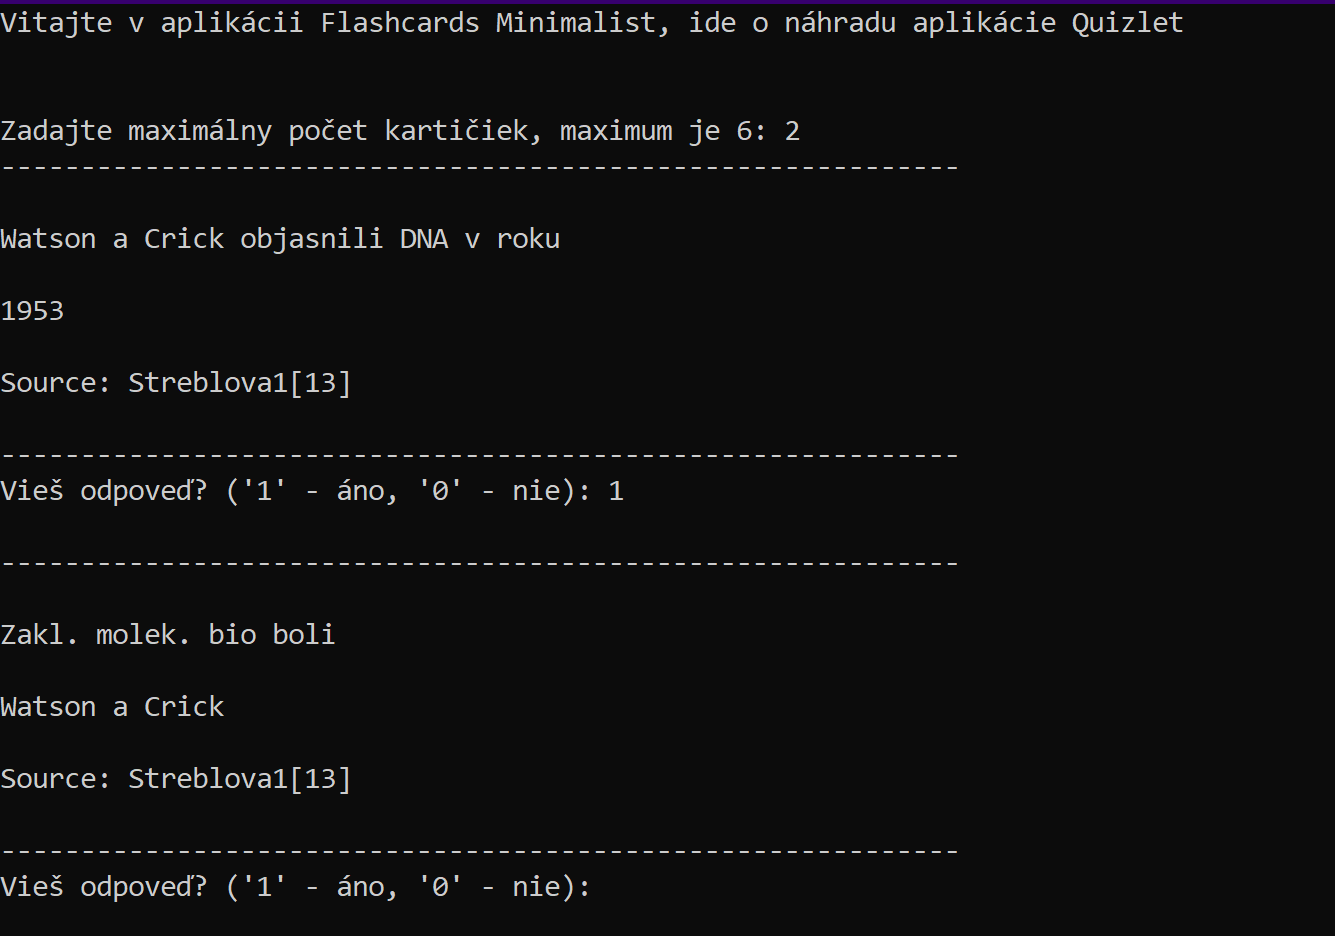 Vitajte v aplikácii Flashcards Minimalist, ide o náhradu aplikácie Quizlet
Zadajte maximálny počet kartičiek, maximum je 6: 2
------------------------------------------------------------
Watson a Crick objasnili DNA v roku
1953
Source: Streblova1[13]
------------------------------------------------------------
Vieš odpoveď? ('1' - áno, '0' - nie): 1
------------------------------------------------------------
Zakl. molek. bio boli
Watson a Crick
Source: Streblova1[13]
------------------------------------------------------------
Vieš odpoveď? ('1' - áno, '0' - nie):